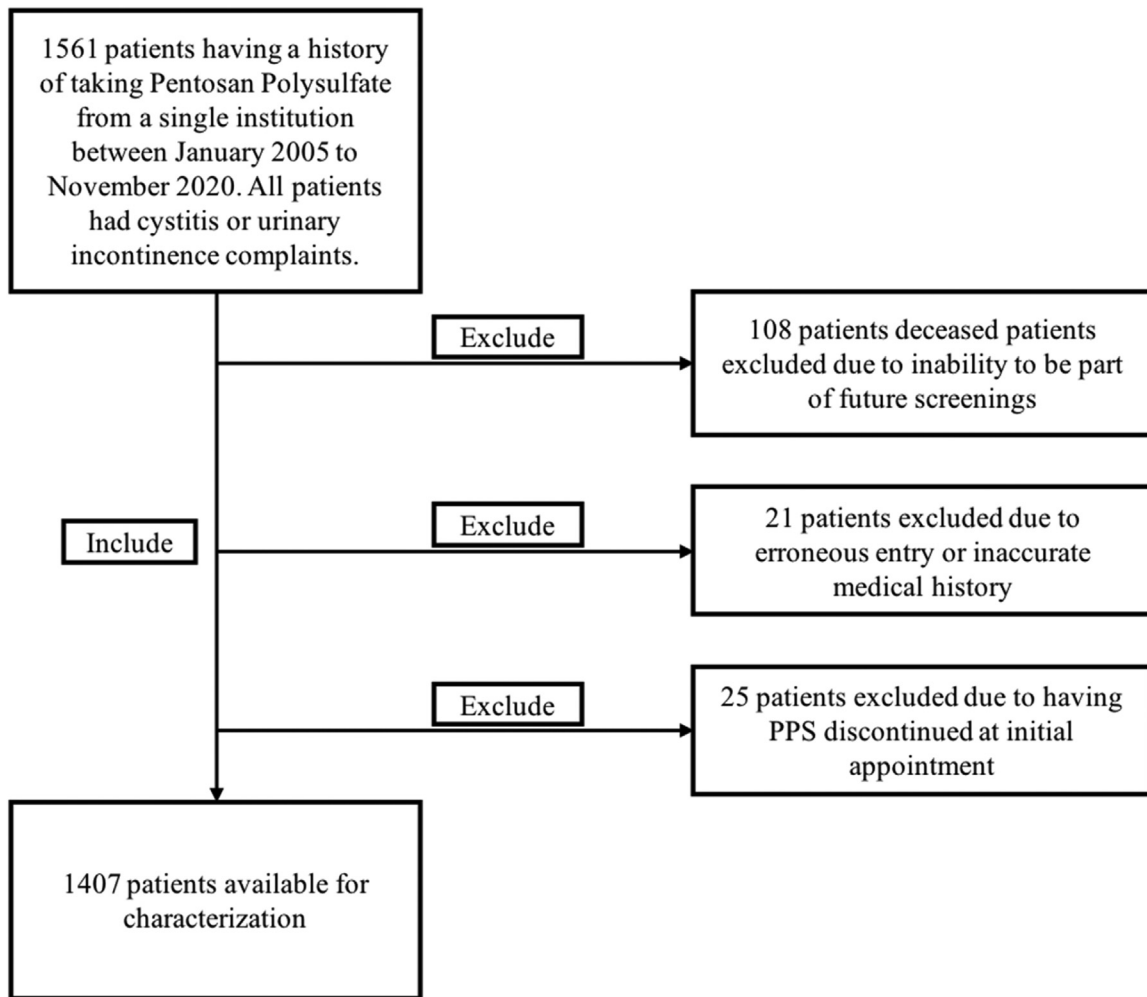 1561 patients having a history
of taking Pentosan Polysulfate
from a single institution
between January 2005 to
November 2020. All patients
had cystitis or urinary
incontinence complaints.
Exclude
108 patients deceased patients
excluded due to inability to be part
of future screenings
Exclude
21 patients excluded due to
erroneous entry or inaccurate
medical history
Include
Exclude
25 patients excluded due to having
PPS discontinued at initial
appointment
1407 patients available for
characterization